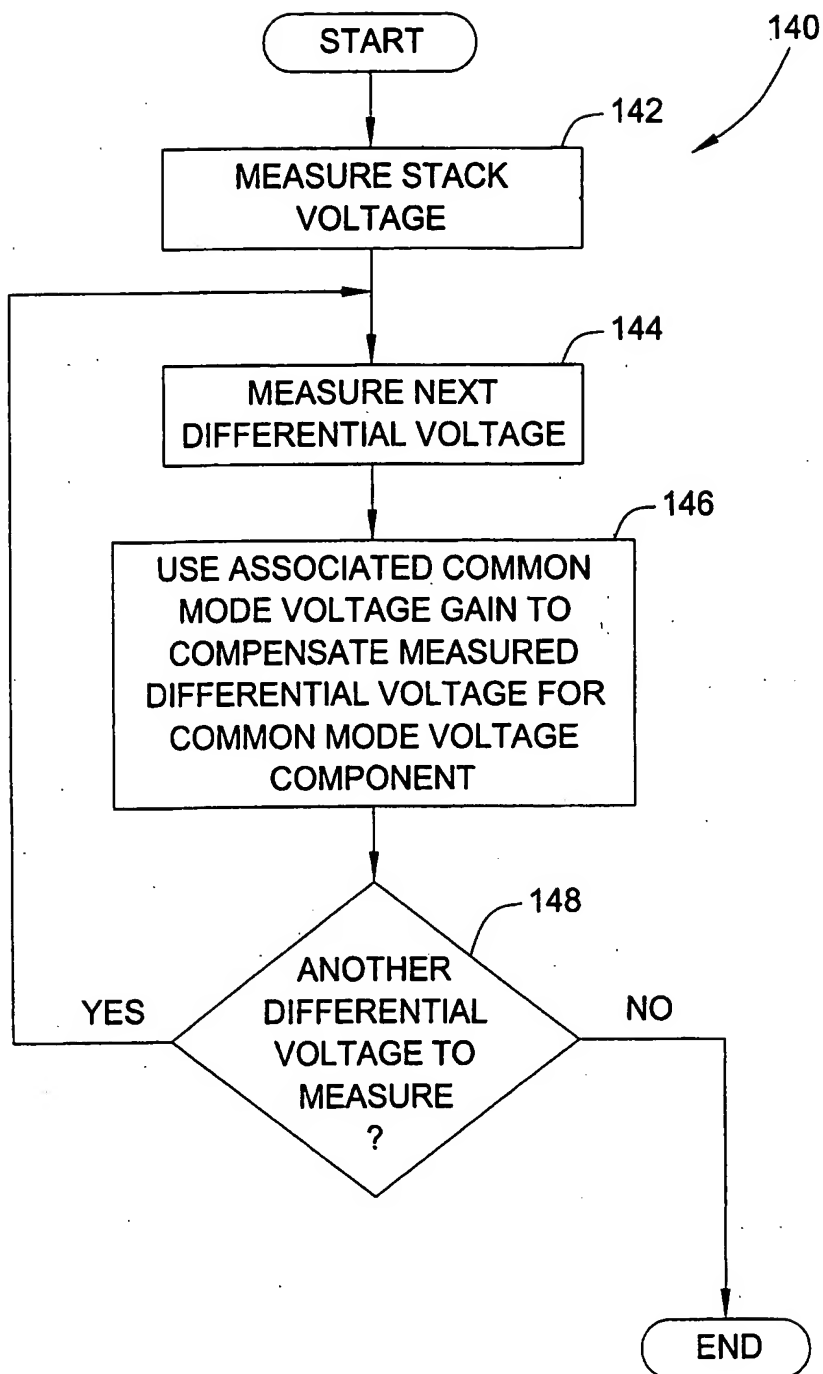 START
140
142
MEASURE STACK
VOLTAGE
144
MEASURE NEXT
DIFFERENTIAL VOLTAGE
146
USE ASSOCIATED COMMON
MODE VOLTAGE GAIN TO
COMPENSATE MEASURED
DIFFERENTIAL VOLTAGE FOR
COMMON MODE VOLTAGE
COMPONENT
148
ANOTHER
DIFFERENTIAL
VOLTAGE TO
MEASURE
?
YES
NO
END